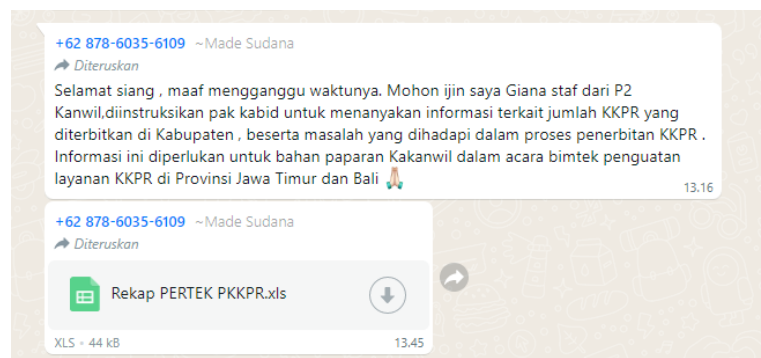 +62 878-6035-6109 ~Made Sudana
Diteruskan
Selamat siang , maaf mengganggu waktunya. Mohon ijin saya Giana staf dari P2
Kanwil,diinstruksikan pak kabid untuk menanyakan informasi terkait jumlah KKPR yang
diterbitkan di Kabupaten , beserta masalah yang dihadapi dalam proses penerbitan KKPR .
Informasi ini diperlukan untuk bahan paparan Kakanwil dalam acara bimtek penguatan
layanan KKPR di Provinsi Jawa Timur dan Bali 🙏🏻
13.16
+62 878-6035-6109 ~Made Sudana
Diteruskan
Rekap PERTEK PKKPR.xls
XLS • 44 kB 13.45